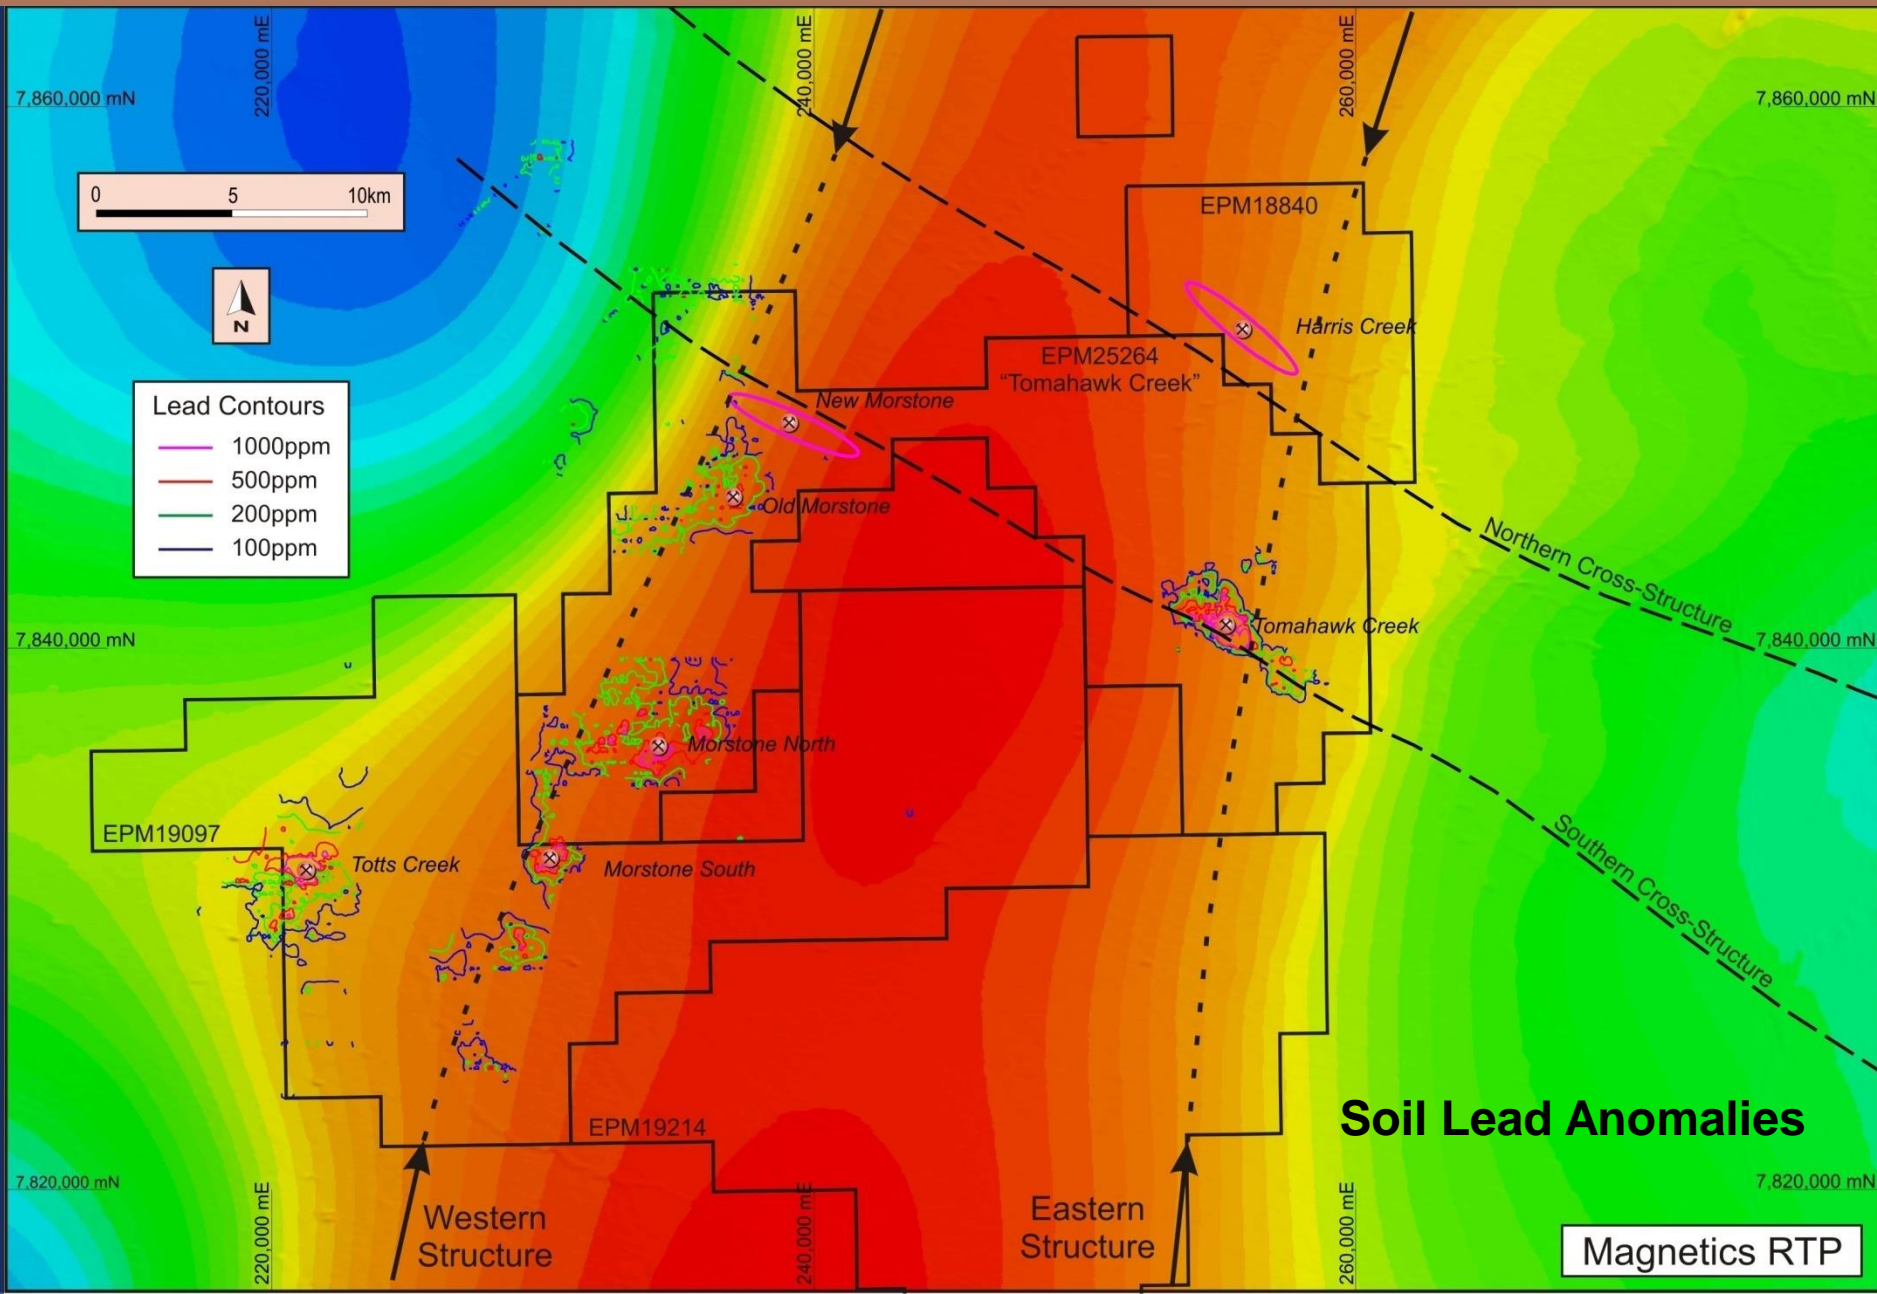 220,000 mE
240,000 mE
260,000 mE
7,860,000 mN
7,860,000 mN
0 5 10km
N
EPM18840
Harris Creek
EPM25264
“Tomahawk Creek”
Lead Contours
1000ppm
500ppm
200ppm
100ppm
New Morstone
Old Morstone
Northern Cross-Structure
Tomahawk Creek
7,840,000 mN
7,840,000 mN
Morstone North
EPM19097
Totts Creek
Morstone South
Southern Cross-Structure
Soil Lead Anomalies
EPM19214
7,820,000 mN
7,820,000 mN
Western
Structure
Eastern
Structure
220,000 mE
240,000 mE
260,000 mE
Magnetics RTP